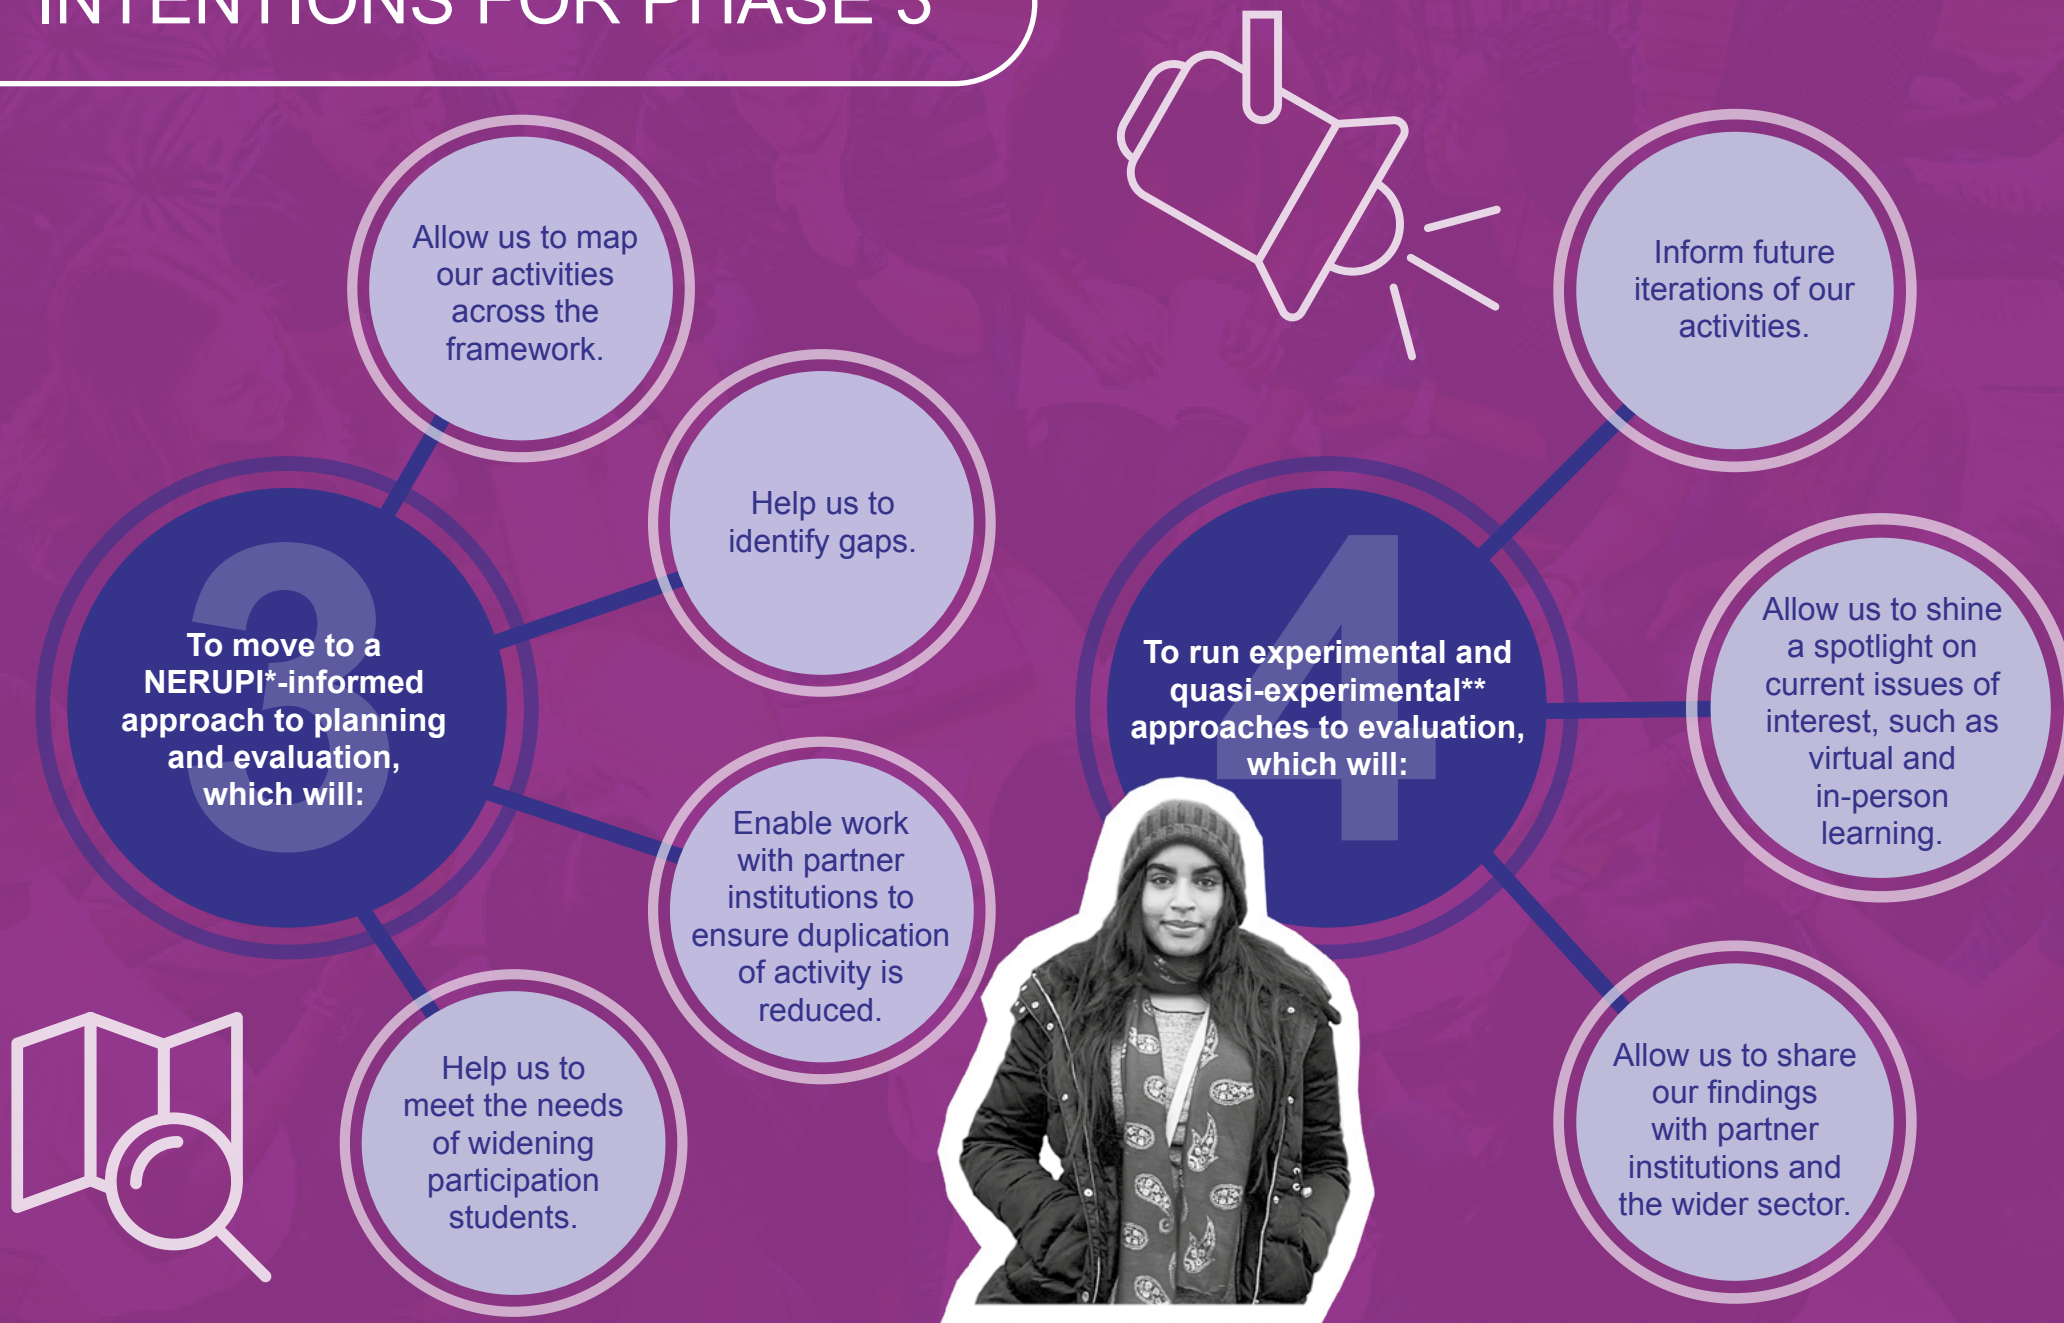 INTENTIONS FOR PHASE 3
Allow us to map
our activities
across the
framework.
Help us to
identify gaps.
3
To move to a
NERUPI*-informed
approach to planning
and evaluation,
which will:
Enable work
with partner
institutions to
ensure duplication
of activity is
reduced.
Help us to
meet the needs
of widening
participation
students.
Inform future
iterations of our
activities.
4
To run experimental and
quasi-experimental**
approaches to evaluation,
which will:
Allow us to shine
a spotlight on
current issues of
interest, such as
virtual and
in-person
learning.
Allow us to share
our findings
with partner
institutions and
the wider sector.